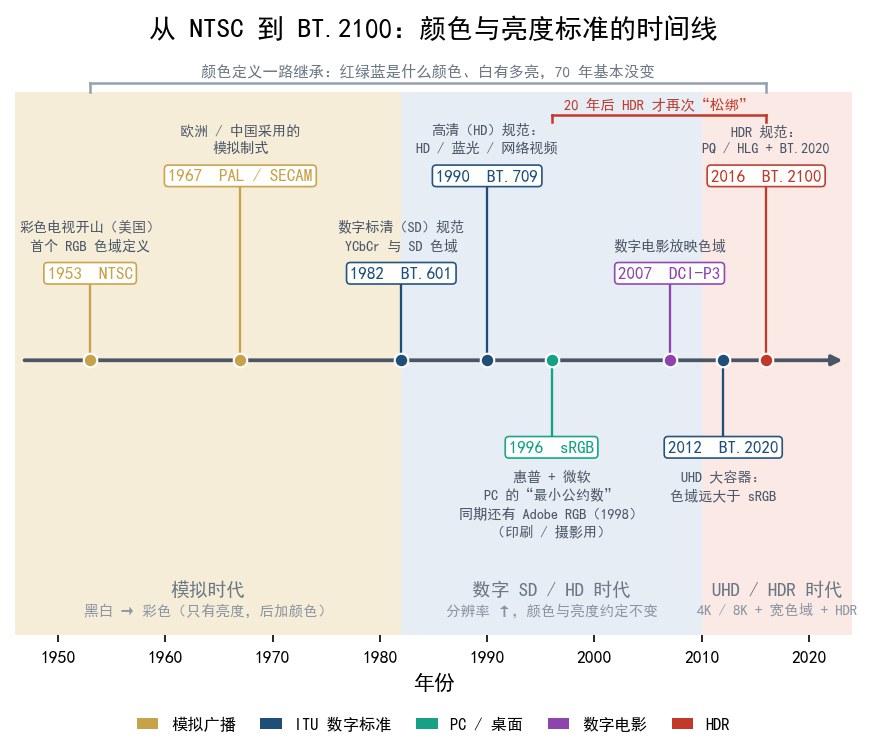 从 NTSC 到 BT.2100：颜色与亮度标准的时间线
颜色定义一路继承：红绿蓝是什么颜色、白有多亮，70 年基本没变
20 年后 HDR 才再次“松绑”
欧洲 / 中国采用的
模拟制式
1967 PAL / SECAM
高清（HD）规范：
HD / 蓝光 / 网络视频
1990 BT.709
HDR 规范：
PQ / HLG + BT.2020
2016 BT.2100
彩色电视开山（美国）
首个 RGB 色域定义
1953 NTSC
数字标清（SD）规范
YCbCr 与 SD 色域
1982 BT.601
数字电影放映色域
2007 DCI-P3
1996 sRGB
惠普 + 微软
PC 的“最小公约数”
同期还有 Adobe RGB（1998）
（印刷 / 摄影用）
2012 BT.2020
UHD 大容器：
色域远大于 sRGB
模拟时代
黑白 → 彩色（只有亮度，后加颜色）
数字 SD / HD 时代
分辨率 ↑，颜色与亮度约定不变
UHD / HDR 时代
4K / 8K + 宽色域 + HDR
1950 1960 1970 1980 1990 2000 2010 2020
年份
模拟广播 ITU 数字标准 PC / 桌面 数字电影 HDR